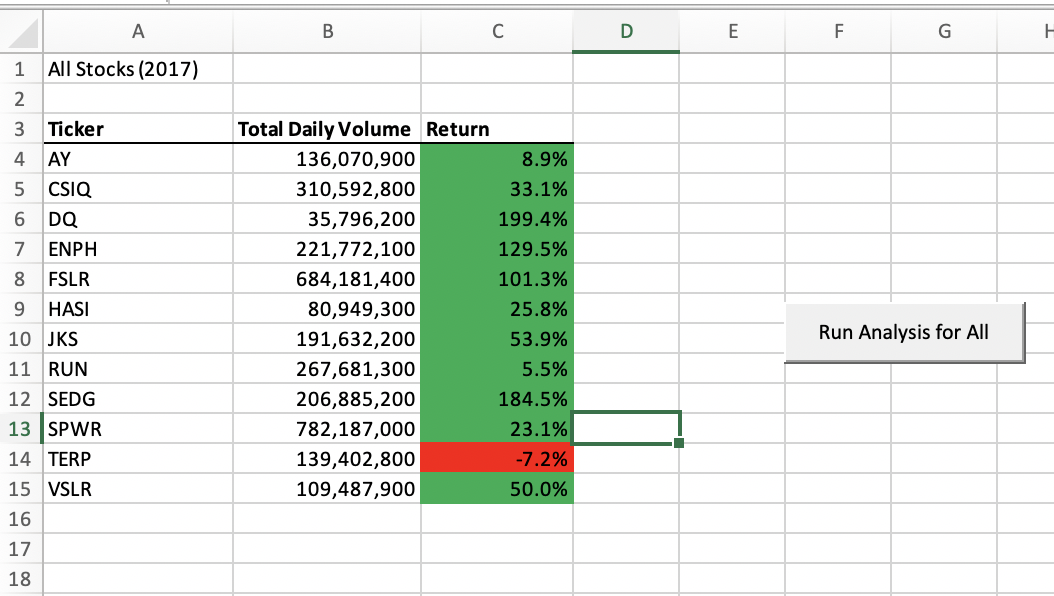 A B C D E F G H
1 All Stocks (2017)
2
3 Ticker Total Daily Volume Return
4 AY 136,070,900 8.9%
5 CSIQ 310,592,800 33.1%
6 DQ 35,796,200 199.4%
7 ENPH 221,772,100 129.5%
8 FSLR 684,181,400 101.3%
9 HASI 80,949,300 25.8%
10 JKS 191,632,200 53.9%
Run Analysis for All
11 RUN 267,681,300 5.5%
12 SEDG 206,885,200 184.5%
13 SPWR 782,187,000 23.1%
14 TERP 139,402,800 -7.2%
15 VSLR 109,487,900 50.0%
16
17
18